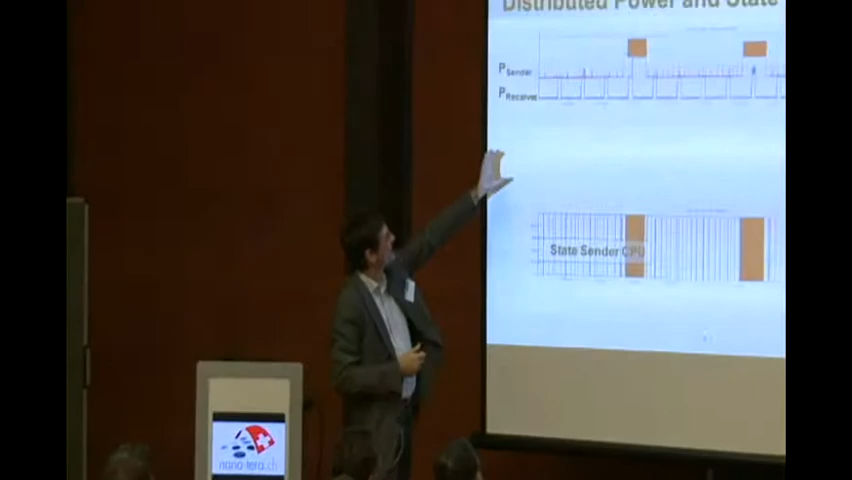 Distributed Power and State
PSender
PReceiver
State Sender CPU
nano-tera.ch